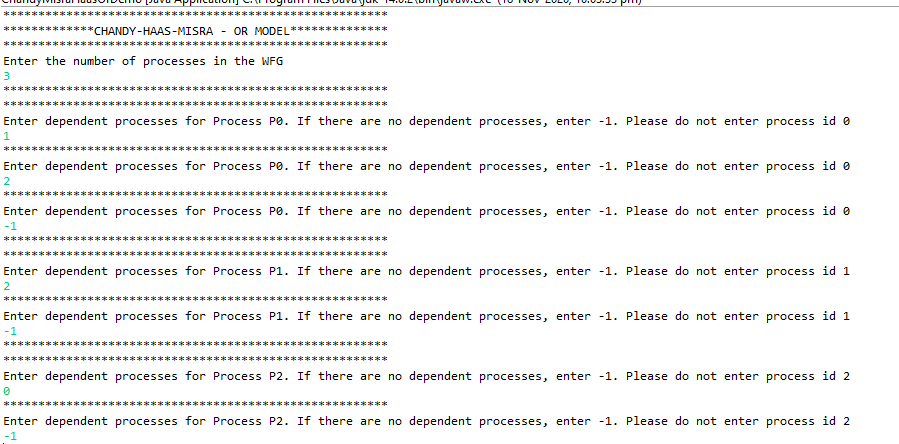 [Java Application] C:\Program Files\Java\jdk-14.0.2\bin\javaw.exe
*******************************************************
*************CHANDY-HAAS-MISRA - OR MODEL**************
*******************************************************
Enter the number of processes in the WFG
3
*******************************************************
*******************************************************
Enter dependent processes for Process P0. If there are no dependent processes, enter -1. Please do not enter process id 0
1
*******************************************************
Enter dependent processes for Process P0. If there are no dependent processes, enter -1. Please do not enter process id 0
2
*******************************************************
Enter dependent processes for Process P0. If there are no dependent processes, enter -1. Please do not enter process id 0
-1
*******************************************************
*******************************************************
Enter dependent processes for Process P1. If there are no dependent processes, enter -1. Please do not enter process id 1
2
*******************************************************
Enter dependent processes for Process P1. If there are no dependent processes, enter -1. Please do not enter process id 1
-1
*******************************************************
*******************************************************
Enter dependent processes for Process P2. If there are no dependent processes, enter -1. Please do not enter process id 2
0
*******************************************************
Enter dependent processes for Process P2. If there are no dependent processes, enter -1. Please do not enter process id 2
-1